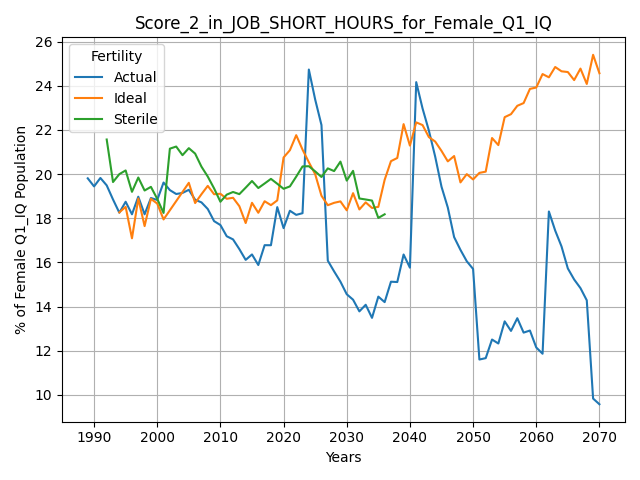 Score_2_in_JOB_SHORT_HOURS_for_Female_Q1_IQ
Fertility
Actual
Ideal
Sterile
% of Female Q1_IQ Population
26
24
22
20
18
16
14
12
10
1990 2000 2010 2020 2030 2040 2050 2060 2070
Years